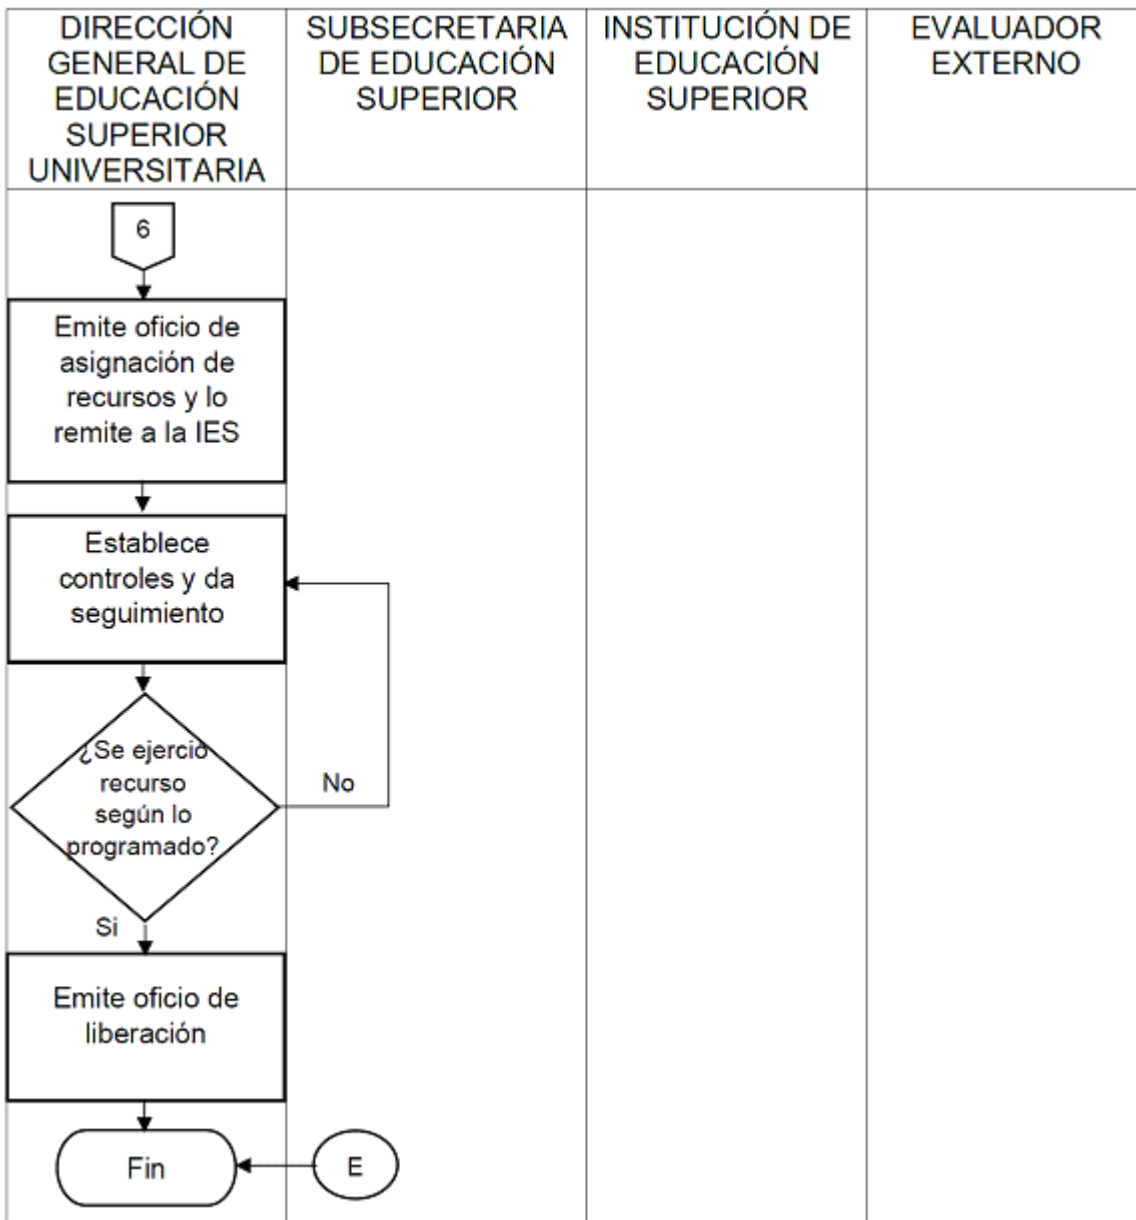 DIRECCIÓN
GENERAL DE
EDUCACIÓN
SUPERIOR
UNIVERSITARIA
SUBSECRETARIA
DE EDUCACIÓN
SUPERIOR
INSTITUCIÓN DE
EDUCACIÓN
SUPERIOR
EVALUADOR
EXTERNO
6
Emite oficio de
asignación de
recursos y lo
remite a la IES
Establece
controles y da
seguimiento
¿Se ejerció
recurso
según lo
programado?
No
Si
Emite oficio de
liberación
Fin
E